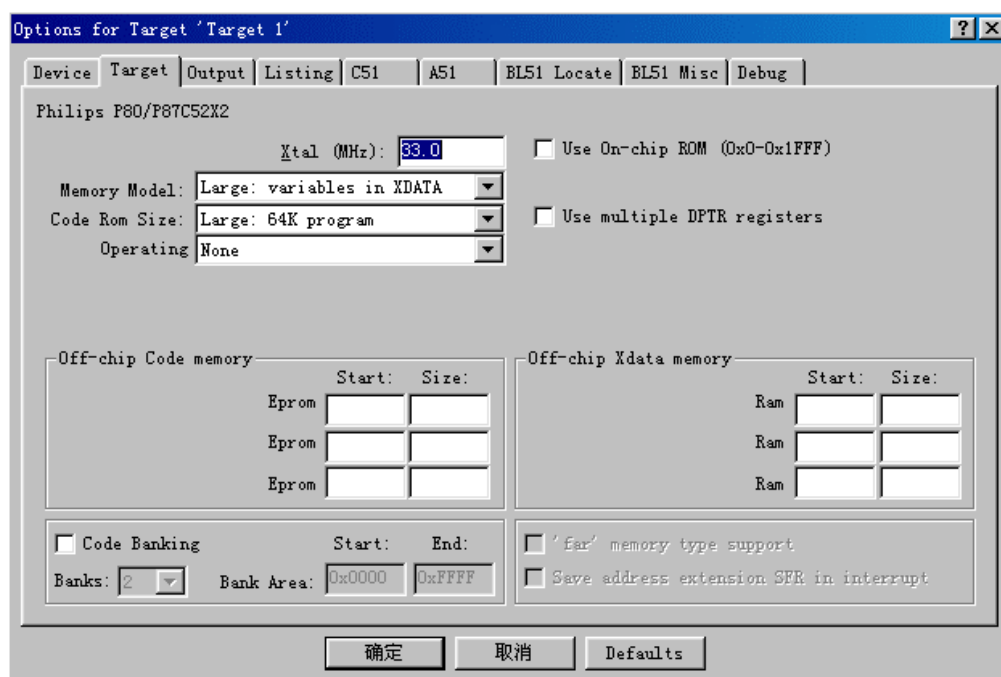 Options for Target 'Target 1'
Device Target Output Listing C51 A51 BL51 Locate BL51 Misc Debug
Philips P80/P87C52X2
Xtal (MHz): 33.0 Use On-chip ROM (0x0-0x1FFF)
Memory Model: Large: variables in XDATA
Code Rom Size: Large: 64K program Use multiple DPTR registers
Operating None
Off-chip Code memory Off-chip Xdata memory
Start: Size: Start: Size:
Eprom Ram
Eprom Ram
Eprom Ram
Code Banking Start: End: 'far' memory type support
Banks: 2 Bank Area: 0x0000 0xFFFF Save address extension SFR in interrupt
确定 取消 Defaults